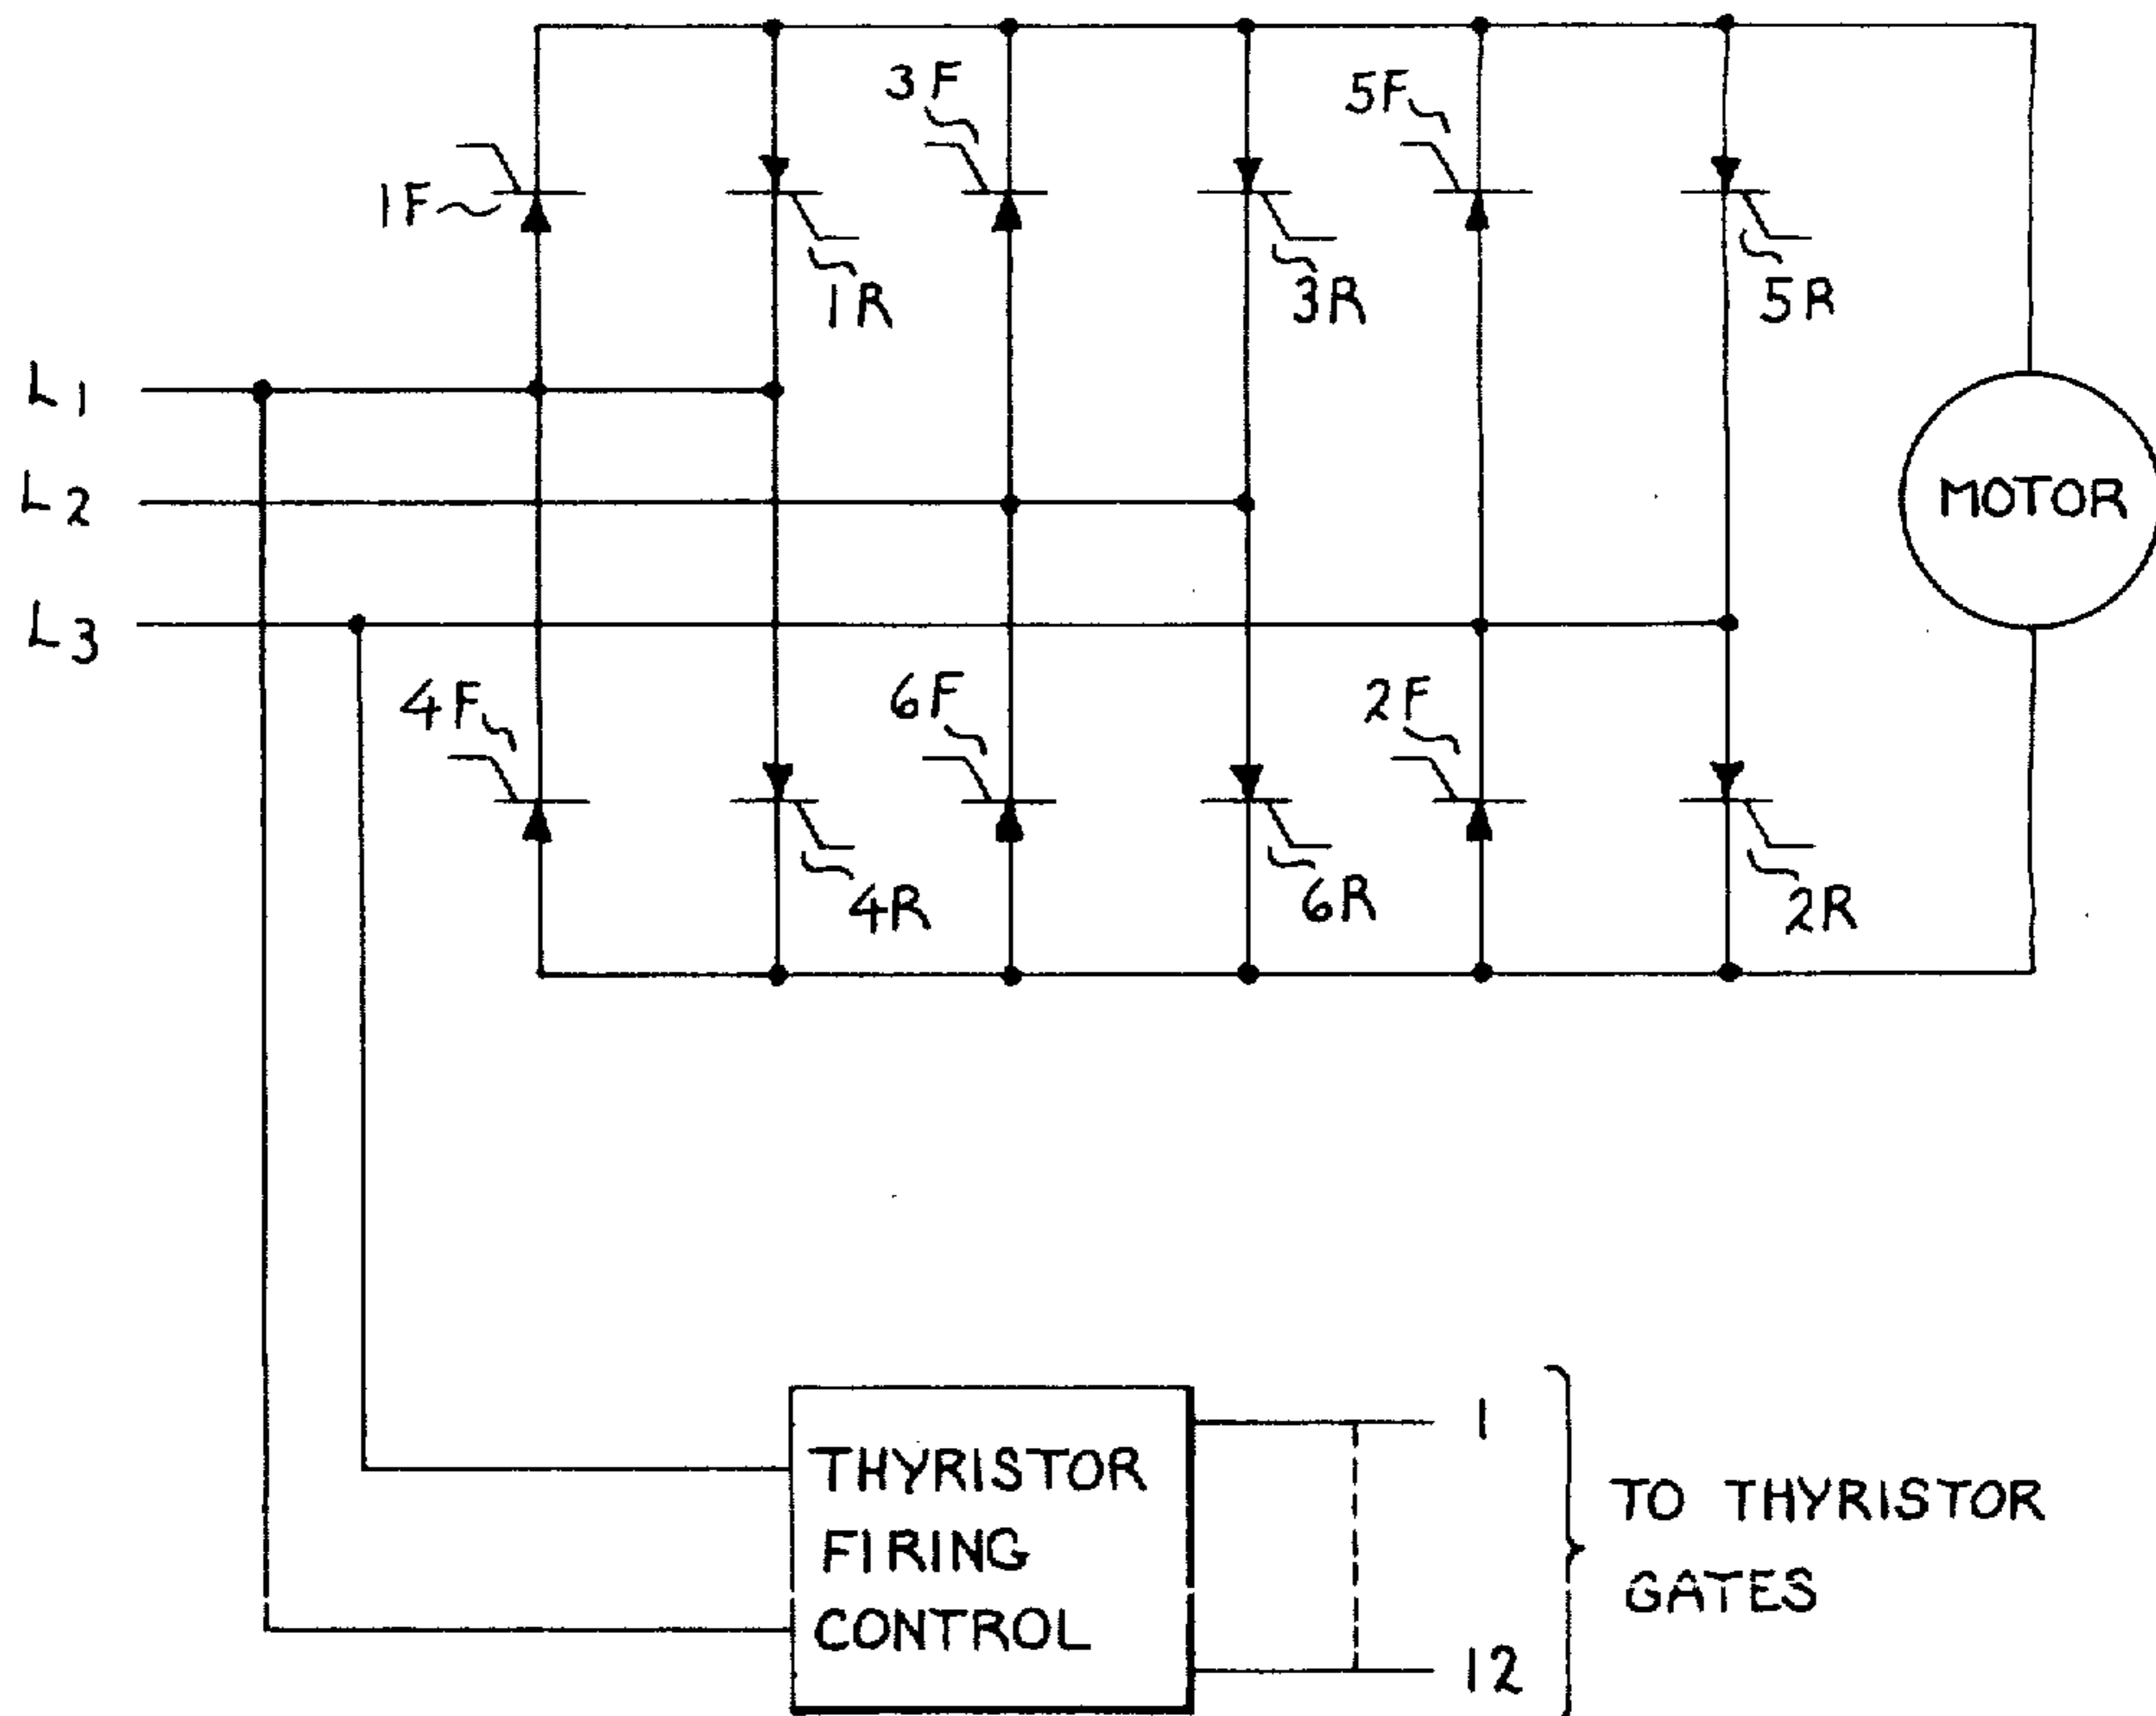 3F
5F
1F
1R
3R
5R
L1
L2
MOTOR
L3
4F
6F
2F
4R
6R
2R
1
THYRISTOR
FIRING
CONTROL
TO THYRISTOR
GATES
12